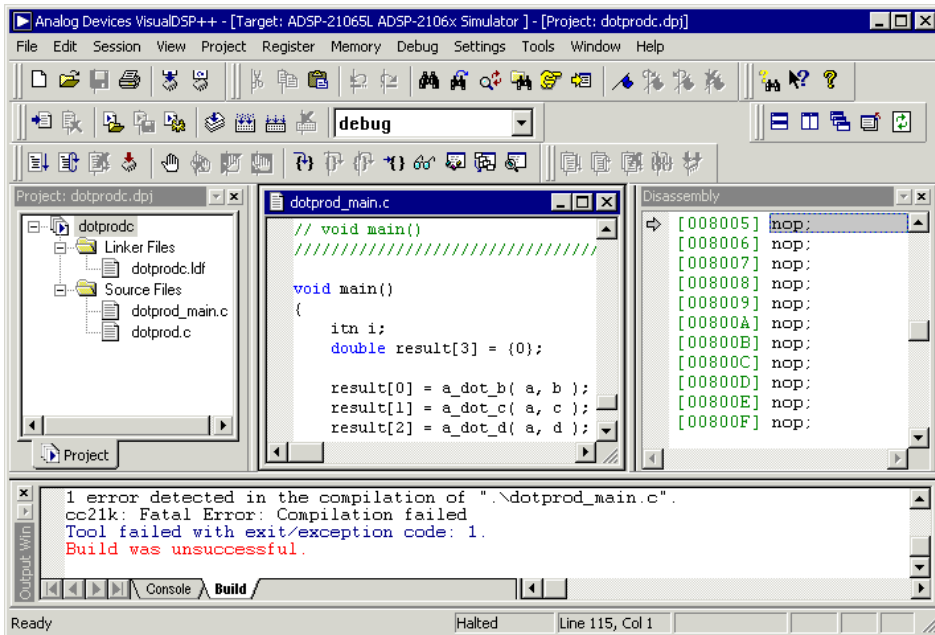 Analog Devices VisualDSP++ - [Target: ADSP-21065L ADSP-2106x Simulator ] - [Project: dotprodc.dpj]
File Edit Session View Project Register Memory Debug Settings Tools Window Help
debug
Project: dotprodc.dpj
dotprodc
Linker Files
dotprodc.ldf
Source Files
dotprod_main.c
dotprod.c
Project
dotprod_main.c
// void main()
/////////////////////////////////
void main()
{
itn i;
double result[3] = {0};
result[0] = a_dot_b( a, b );
result[1] = a_dot_c( a, c );
result[2] = a_dot_d( a, d );
Disassembly
[008005] nop;
[008006] nop;
[008007] nop;
[008008] nop;
[008009] nop;
[00800A] nop;
[00800B] nop;
[00800C] nop;
[00800D] nop;
[00800E] nop;
[00800F] nop;
Output Win
1 error detected in the compilation of ".\dotprod_main.c".
cc21k: Fatal Error: Compilation failed
Tool failed with exit/exception code: 1.
Build was unsuccessful.
Console Build
Ready Halted Line 115, Col 1